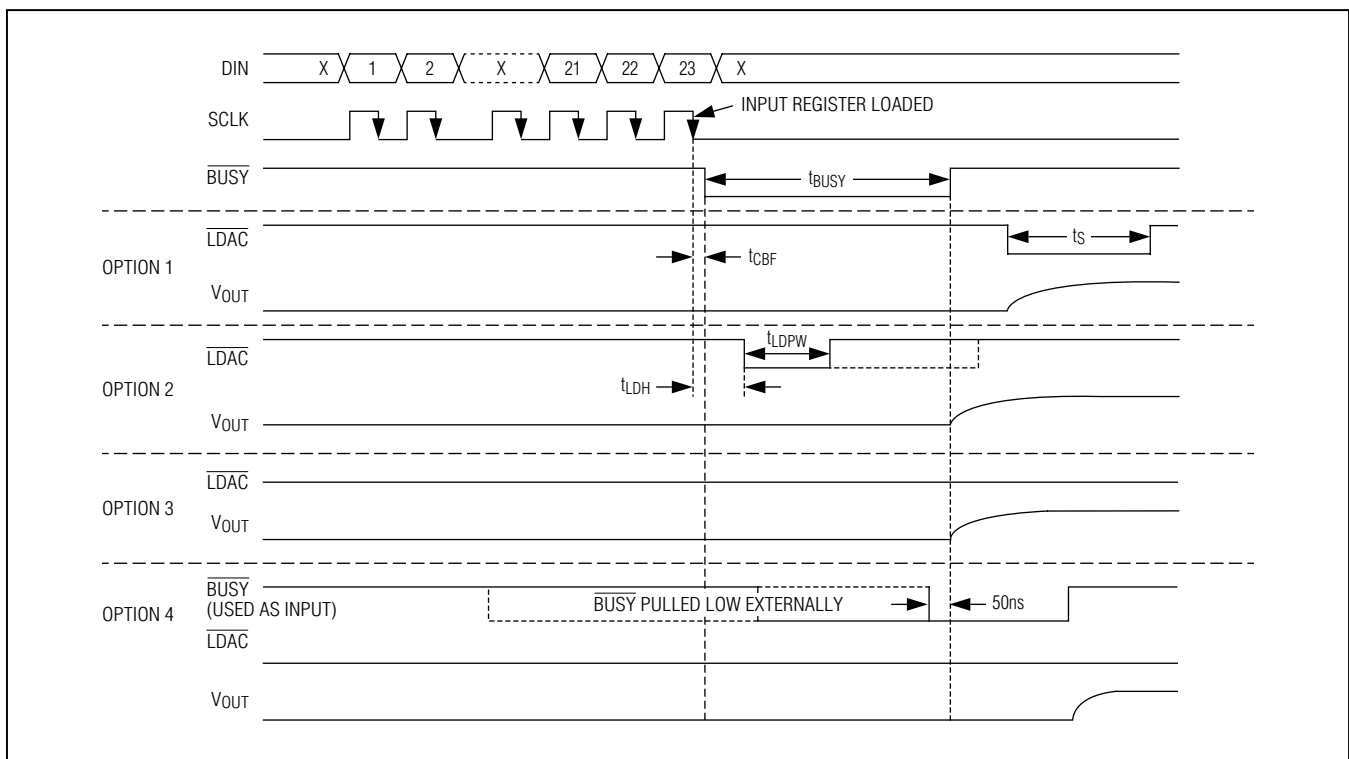 DIN X 1 2 X 21 22 23 X
SCLK INPUT REGISTER LOADED
BUSY tBUSY
LDAC tS
OPTION 1 tCBF
VOUT
LDAC tLDPW
OPTION 2 tLDH
VOUT
LDAC
OPTION 3
VOUT
BUSY
OPTION 4 (USED AS INPUT) BUSY PULLED LOW EXTERNALLY 50ns
LDAC
VOUT